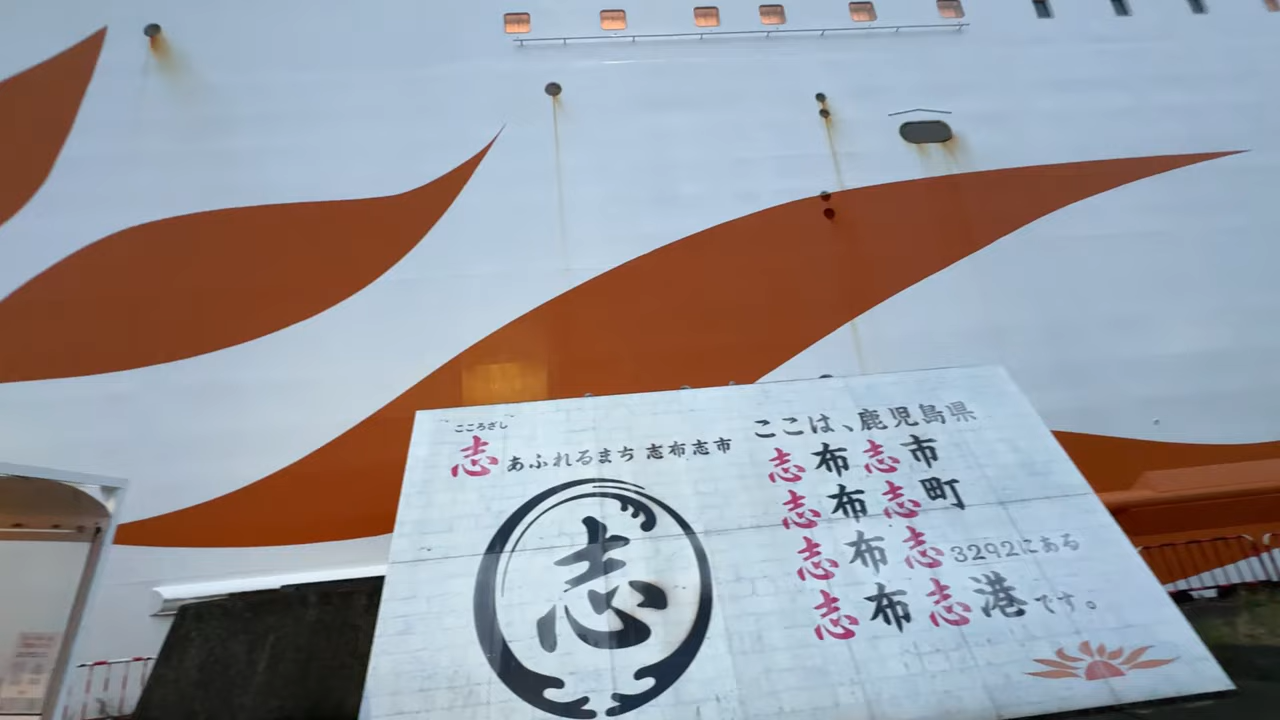 こころざし
志あふれるまち 志布志市
志
ここは、鹿児島県
志布志市
志布志町
志布志3292にある
志布志港です。